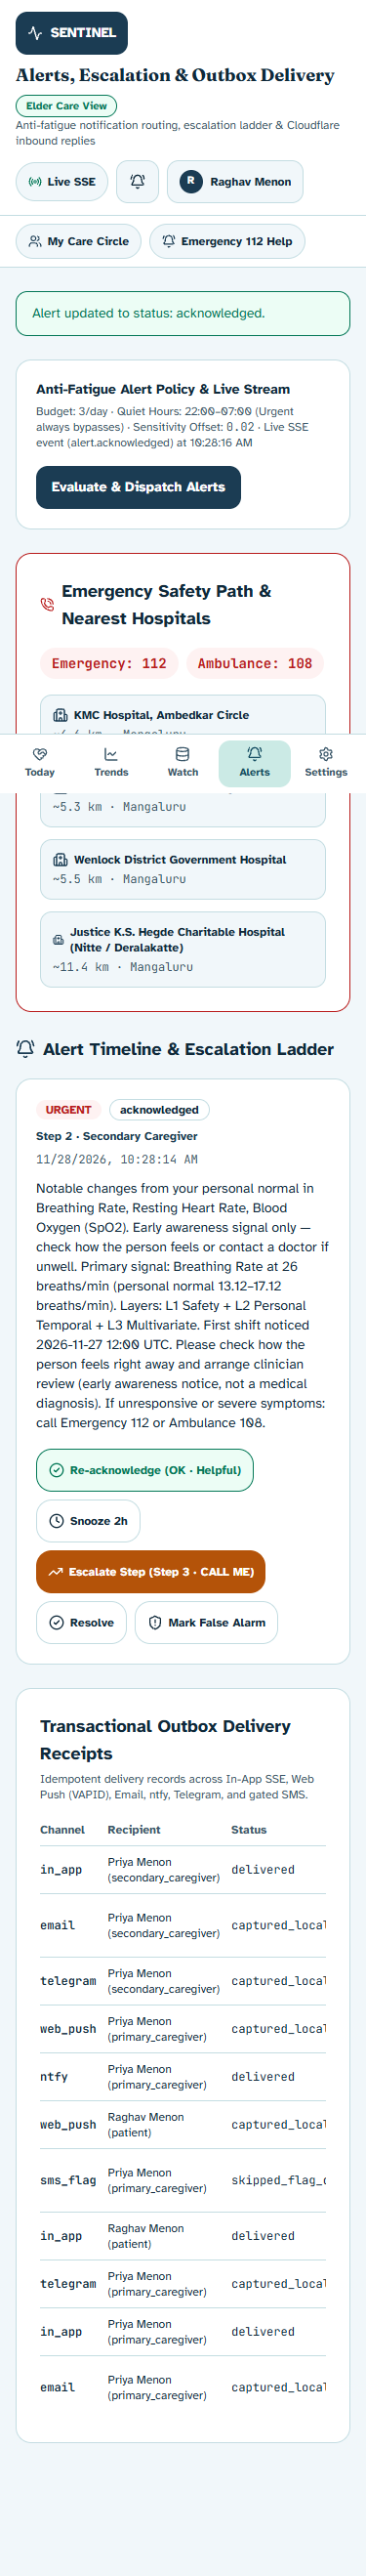 SENTINEL
Alerts, Escalation & Outbox Delivery
Elder Care View
Anti-fatigue notification routing, escalation ladder & Cloudflare
inbound replies
Live SSE
R
Raghav Menon
My Care Circle
Emergency 112 Help
Alert updated to status: acknowledged.
Anti-Fatigue Alert Policy & Live Stream
Budget: 3/day · Quiet Hours: 22:00–07:00 (Urgent
always bypasses) · Sensitivity Offset: 0.02 · Live SSE
event (alert.acknowledged) at 10:28:16 AM
Evaluate & Dispatch Alerts
Emergency Safety Path &
Nearest Hospitals
Emergency: 112
Ambulance: 108
KMC Hospital, Ambedkar Circle
Today
Trends
Watch
Alerts
Settings
~5.3 km · Mangaluru
Wenlock District Government Hospital
~5.5 km · Mangaluru
Justice K.S. Hegde Charitable Hospital
(Nitte / Deralakatte)
~11.4 km · Mangaluru
Alert Timeline & Escalation Ladder
URGENT
acknowledged
Step 2 · Secondary Caregiver
11/28/2026, 10:28:14 AM
Notable changes from your personal normal in
Breathing Rate, Resting Heart Rate, Blood
Oxygen (SpO2). Early awareness signal only —
check how the person feels or contact a doctor if
unwell. Primary signal: Breathing Rate at 26
breaths/min (personal normal 13.12–17.12
breaths/min). Layers: L1 Safety + L2 Personal
Temporal + L3 Multivariate. First shift noticed
2026-11-27 12:00 UTC. Please check how the
person feels right away and arrange clinician
review (early awareness notice, not a medical
diagnosis). If unresponsive or severe symptoms:
call Emergency 112 or Ambulance 108.
Re-acknowledge (OK · Helpful)
Snooze 2h
Escalate Step (Step 3 · CALL ME)
Resolve
Mark False Alarm
Transactional Outbox Delivery
Receipts
Idempotent delivery records across In-App SSE, Web
Push (VAPID), Email, ntfy, Telegram, and gated SMS.
Channel Recipient Status
in_app Priya Menon (secondary_caregiver) delivered
email Priya Menon (secondary_caregiver) captured_local
telegram Priya Menon (secondary_caregiver) captured_local
web_push Priya Menon (primary_caregiver) captured_local
ntfy Priya Menon (primary_caregiver) delivered
web_push Raghav Menon (patient) captured_local
sms_flag Priya Menon (primary_caregiver) skipped_flag_
in_app Raghav Menon (patient) delivered
telegram Priya Menon (primary_caregiver) captured_local
in_app Priya Menon (primary_caregiver) delivered
email Priya Menon (primary_caregiver) captured_local